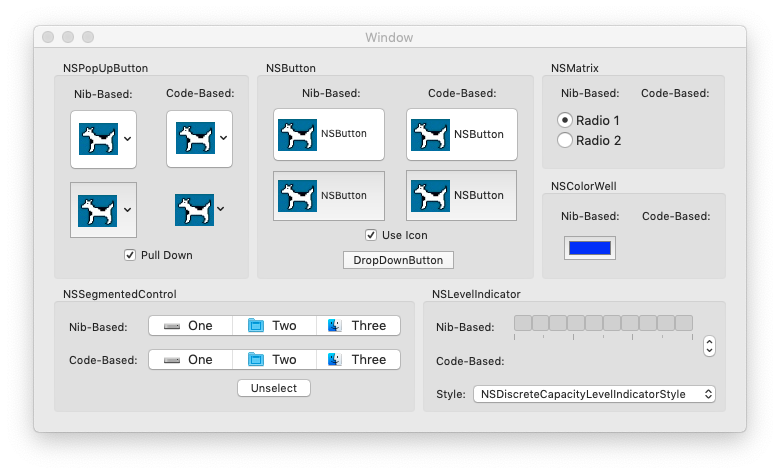 Window
NSPopUpButton
Nib-Based: Code-Based:
Pull Down
NSButton
Nib-Based: Code-Based:
NSButton NSButton
NSButton NSButton
Use Icon
DropDownButton
NSMatrix
Nib-Based: Code-Based:
Radio 1
Radio 2
NSColorWell
Nib-Based: Code-Based:
NSSegmentedControl
Nib-Based: One Two Three
Code-Based: One Two Three
Unselect
NSLevelIndicator
Nib-Based:
Code-Based:
Style: NSDiscreteCapacityLevelIndicatorStyle